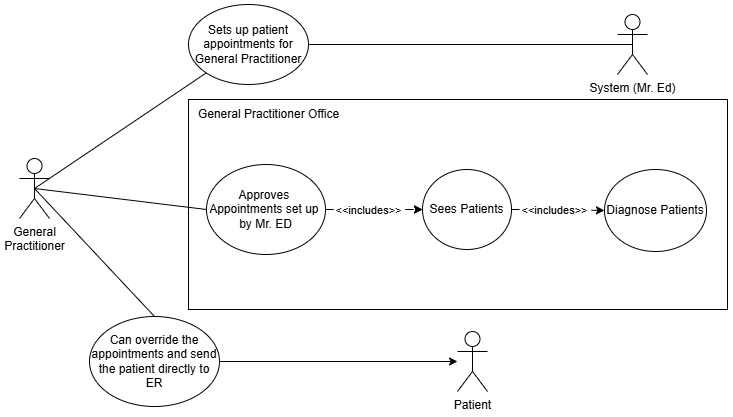 Sets up patient
appointments for
General Practitioner
System (Mr. Ed)
General Practitioner Office
General
Practitioner
Approves
Appointments set up
by Mr. ED
<<includes>>
Sees Patients
<<includes>>
Diagnose Patients
Can override the
appointments and send
the patient directly to
ER
Patient